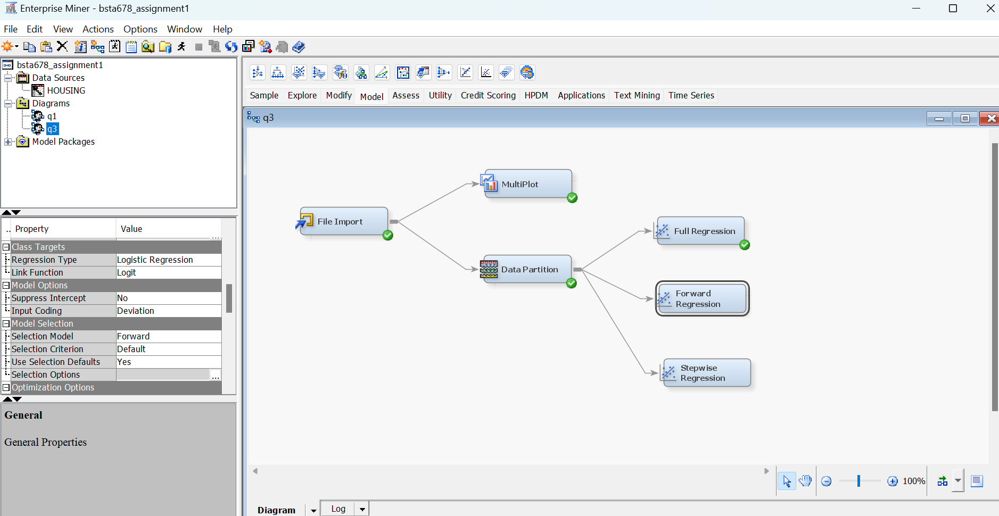 Enterprise Miner - bsta678_assignment1
File Edit View Actions Options Window Help
bsta678_assignment1
Data Sources
HOUSING
Diagrams
q1
q3
Model Packages
.. Property Value
...
Class Targets
Regression Type Logistic Regression
Link Function Logit
Model Options
Suppress Intercept No
Input Coding Deviation
Model Selection
Selection Model Forward
Selection Criterion Default
Use Selection Defaults Yes
Selection Options ...
Optimization Options
General
General Properties
Sample Explore Modify Model Assess Utility Credit Scoring HPDM Applications Text Mining Time Series
q3
MultiPlot
File Import
Full Regression
Data Partition
Forward
Regression
Stepwise
Regression
100%
Diagram Log